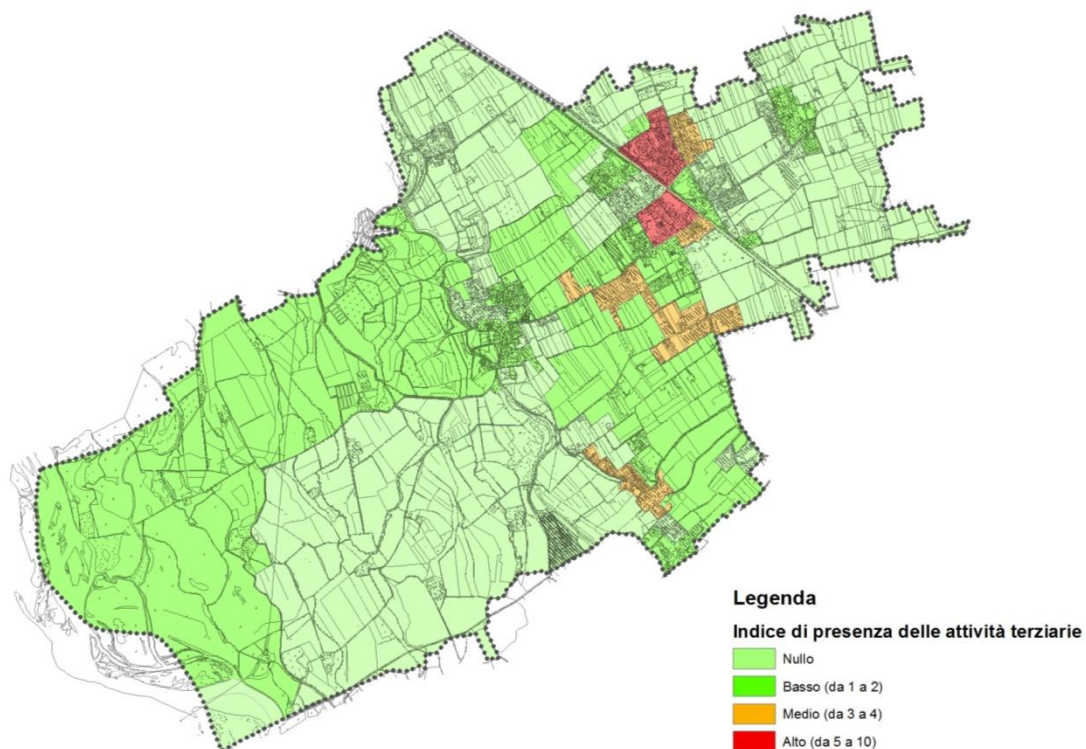 Legenda
Indice di presenza delle attività terziarie
Nullo
Basso (da 1 a 2)
Medio (da 3 a 4)
Alto (da 5 a 10)